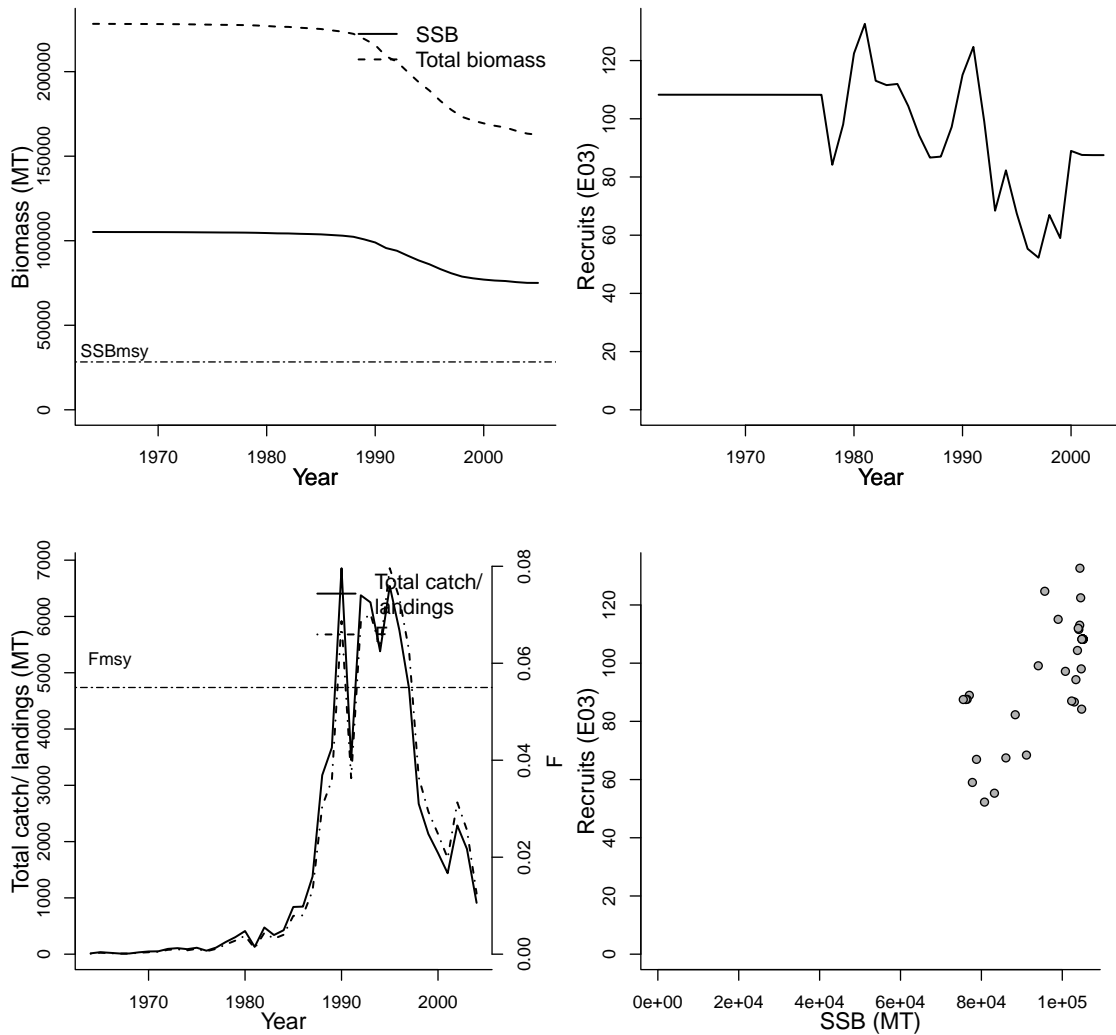 SSB
Total biomass
SSBmsy
Biomass (MT)
0
50000
100000
150000
200000
1970
1980
1990
2000
Year
Recruits (E03)
0
20
40
60
80
100
120
1970
1980
1990
2000
Year
Total catch/
landings
F
Fmsy
Total catch/ landings (MT)
0
1000
2000
3000
4000
5000
6000
7000
F
0.00
0.02
0.04
0.06
0.08
1970
1980
1990
2000
Year
Recruits (E03)
0
20
40
60
80
100
120
0e+00
2e+04
4e+04
6e+04
8e+04
1e+05
SSB (MT)